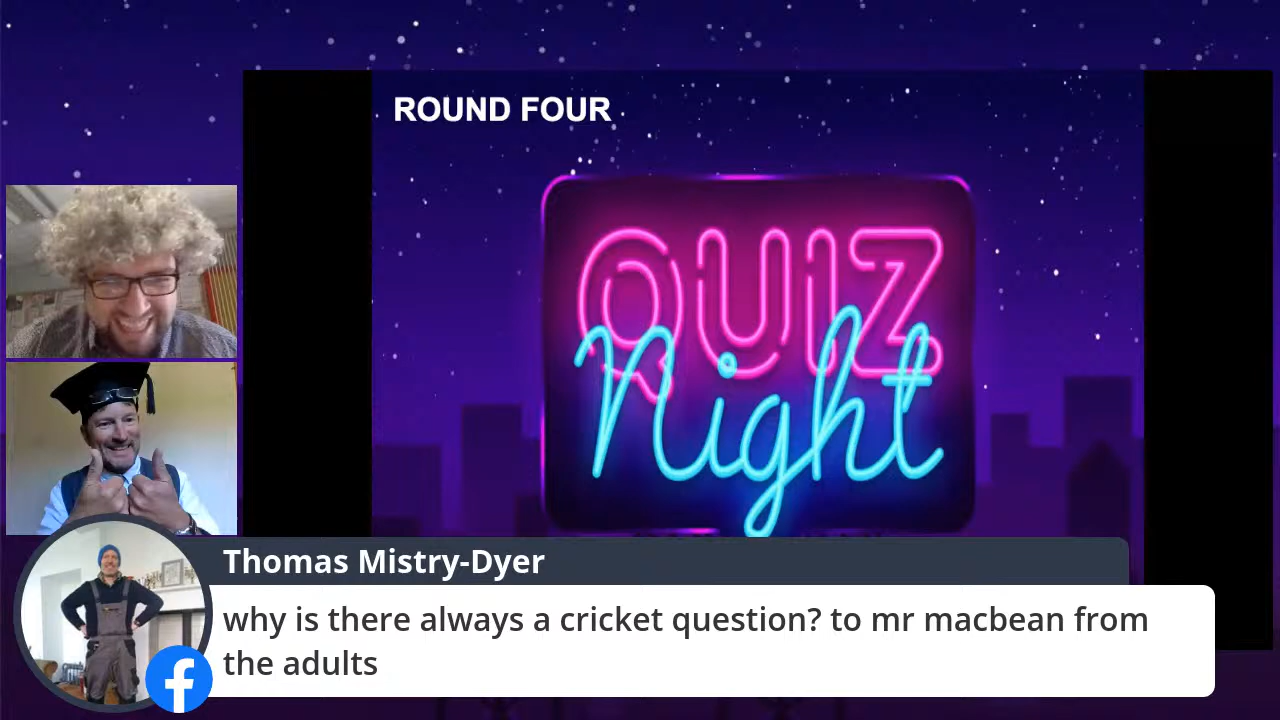 ROUND FOUR
QUIZ
Night
Thomas Mistry-Dyer
why is there always a cricket question? to mr macbean from
the adults